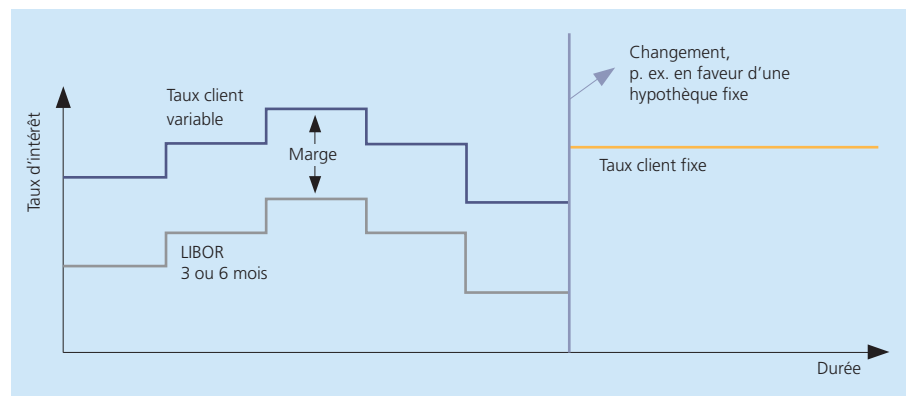 Changement,
p. ex. en faveur d'une
hypothèque fixe
Taux client
variable
Taux d'intérêt
Marge
Taux client fixe
LIBOR
3 ou 6 mois
Durée